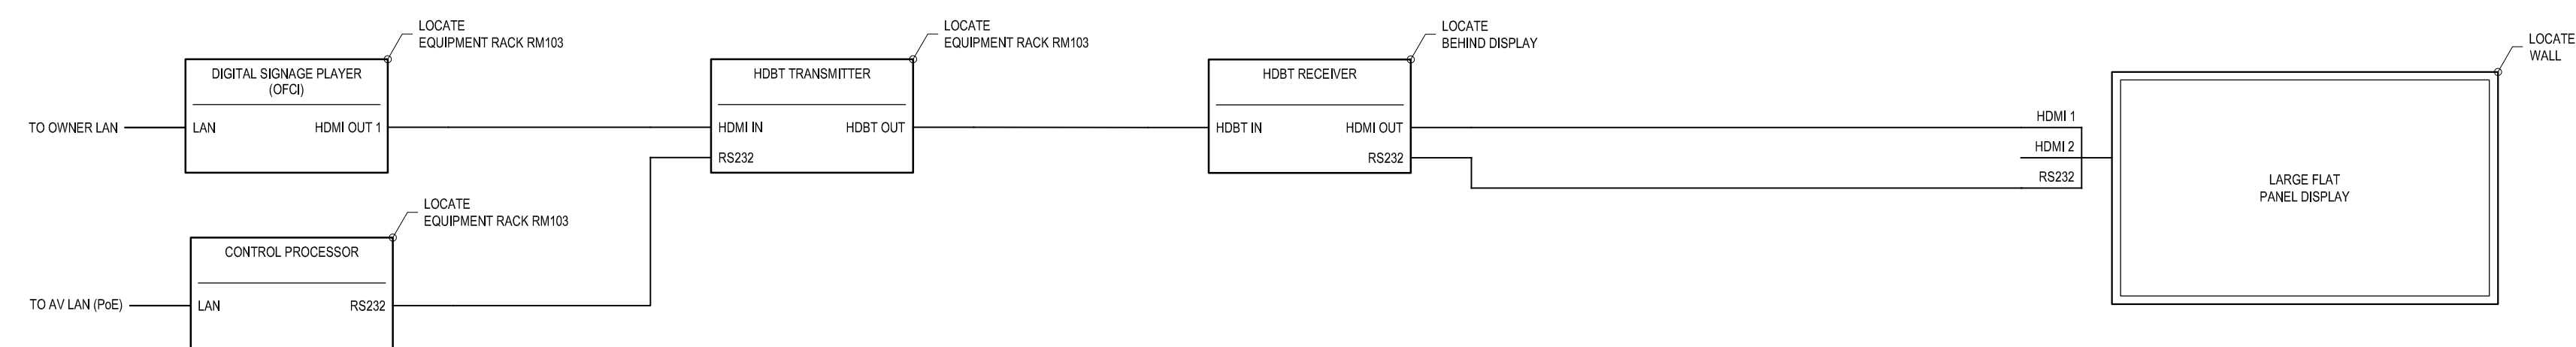 LOCATE
EQUIPMENT RACK RM103
LOCATE
EQUIPMENT RACK RM103
LOCATE
BEHIND DISPLAY
LOCATE
WALL
DIGITAL SIGNAGE PLAYER
(OFCI)
HDBT TRANSMITTER
HDBT RECEIVER
TO OWNER LAN
LAN
HDMI OUT 1
HDMI IN
HDBT OUT
RS232
HDBT IN
HDMI OUT
RS232
HDMI 1
HDMI 2
RS232
LARGE FLAT
PANEL DISPLAY
LOCATE
EQUIPMENT RACK RM103
CONTROL PROCESSOR
TO AV LAN (PoE)
LAN
RS232